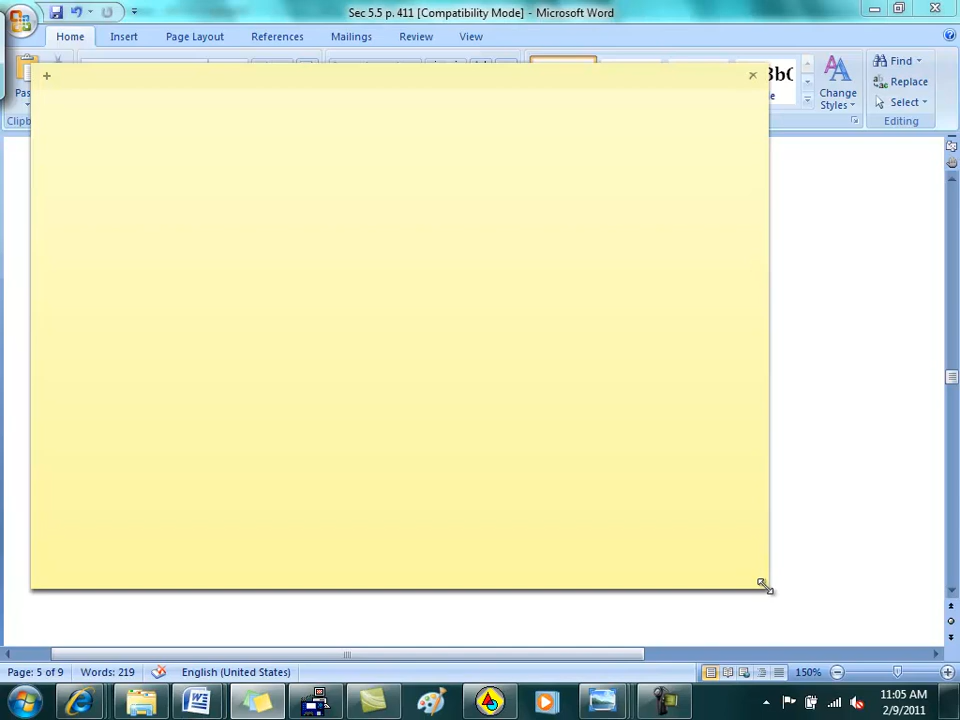 Sec 5.5 p. 411 [Compatibility Mode] - Microsoft Word
Home Insert Page Layout References Mailings Review View
Find
Replace
Select
Change
Styles
Editing
Page: 5 of 9 Words: 219 English (United States) 150%
11:05 AM
2/9/2011